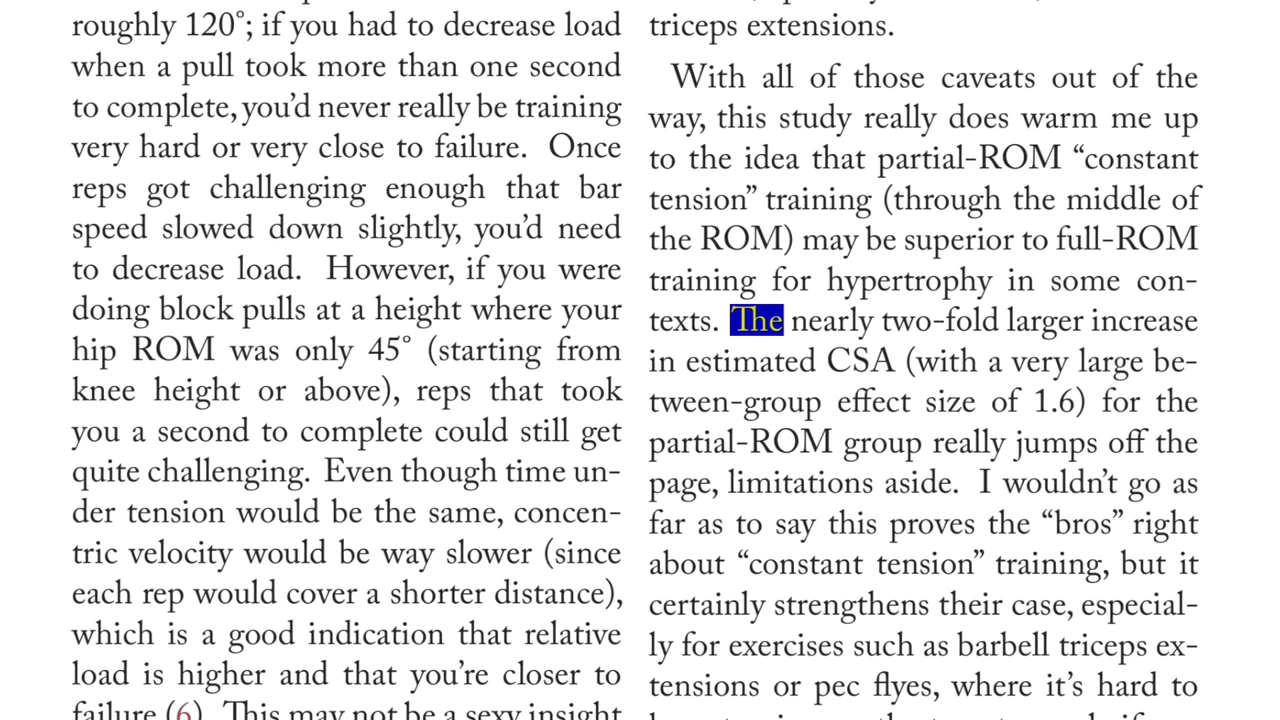 roughly 120°; if you had to decrease load
when a pull took more than one second
to complete, you’d never really be training
very hard or very close to failure. Once
reps got challenging enough that bar
speed slowed down slightly, you’d need
to decrease load. However, if you were
doing block pulls at a height where your
hip ROM was only 45° (starting from
knee height or above), reps that took
you a second to complete could still get
quite challenging. Even though time un-
der tension would be the same, concen-
tric velocity would be way slower (since
each rep would cover a shorter distance),
which is a good indication that relative
load is higher and that you’re closer to
failure (6). This may not be a sexy insight
triceps extensions.
With all of those caveats out of the
way, this study really does warm me up
to the idea that partial-ROM “constant
tension” training (through the middle of
the ROM) may be superior to full-ROM
training for hypertrophy in some con-
texts. The nearly two-fold larger increase
in estimated CSA (with a very large be-
tween-group effect size of 1.6) for the
partial-ROM group really jumps off the
page, limitations aside. I wouldn’t go as
far as to say this proves the “bros” right
about “constant tension” training, but it
certainly strengthens their case, especial-
ly for exercises such as barbell triceps ex-
tensions or pec flyes, where it’s hard to